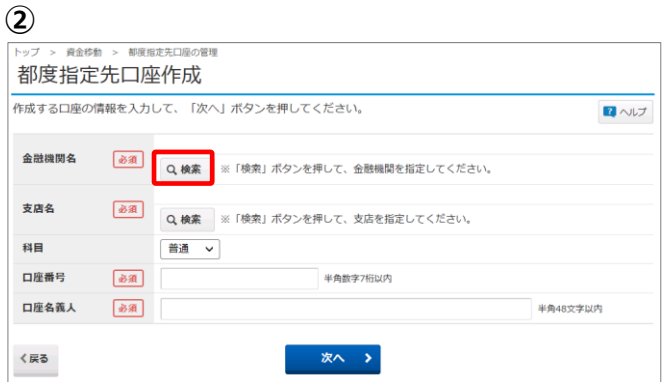 ②
トップ > 資金移動 > 都度指定先口座の管理
都度指定先口座作成
作成する口座の情報を入力して、「次へ」ボタンを押してください。
? ヘルプ
金融機関名 必須
検索 ※「検索」ボタンを押して、金融機関を指定してください。
支店名 必須
検索 ※「検索」ボタンを押して、支店を指定してください。
科目 普通
口座番号 必須 半角数字7桁以内
口座名義人 必須 半角48文字以内
戻る 次へ